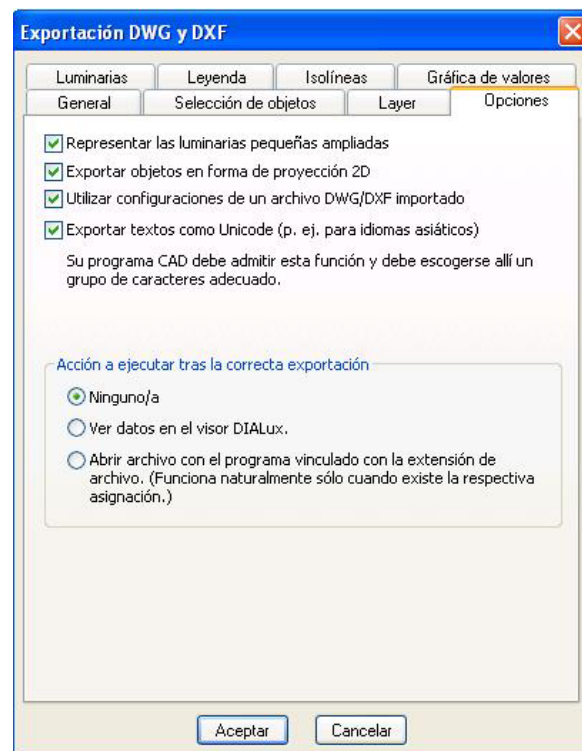 Exportación DWG y DXF
Luminarias Leyenda Isolíneas Gráfica de valores
General Selección de objetos Layer Opciones
Representar las luminarias pequeñas ampliadas
Exportar objetos en forma de proyección 2D
Utilizar configuraciones de un archivo DWG/DXF importado
Exportar textos como Unicode (p. ej. para idiomas asiáticos)
Su programa CAD debe admitir esta función y debe escogerse allí un
grupo de caracteres adecuado.
Acción a ejecutar tras la correcta exportación
Ninguno/a
Ver datos en el visor DIALux.
Abrir archivo con el programa vinculado con la extensión de
archivo. (Funciona naturalmente sólo cuando existe la respectiva
asignación.)
Aceptar Cancelar